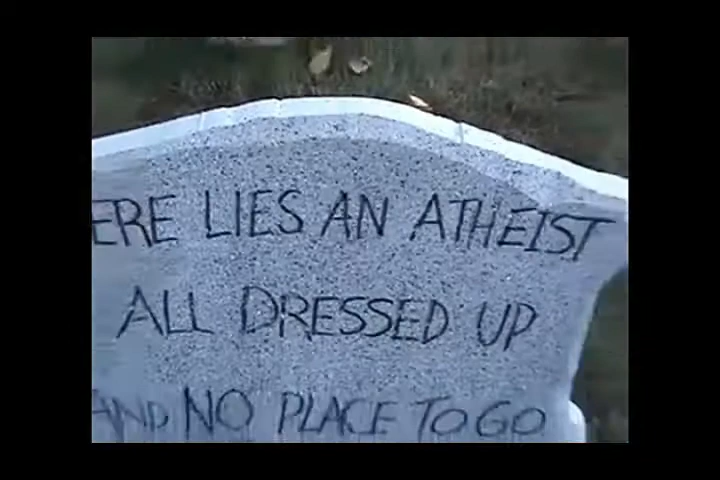 ERE LIES AN ATHEIST
ALL DRESSED UP
AND NO PLACE TO GO